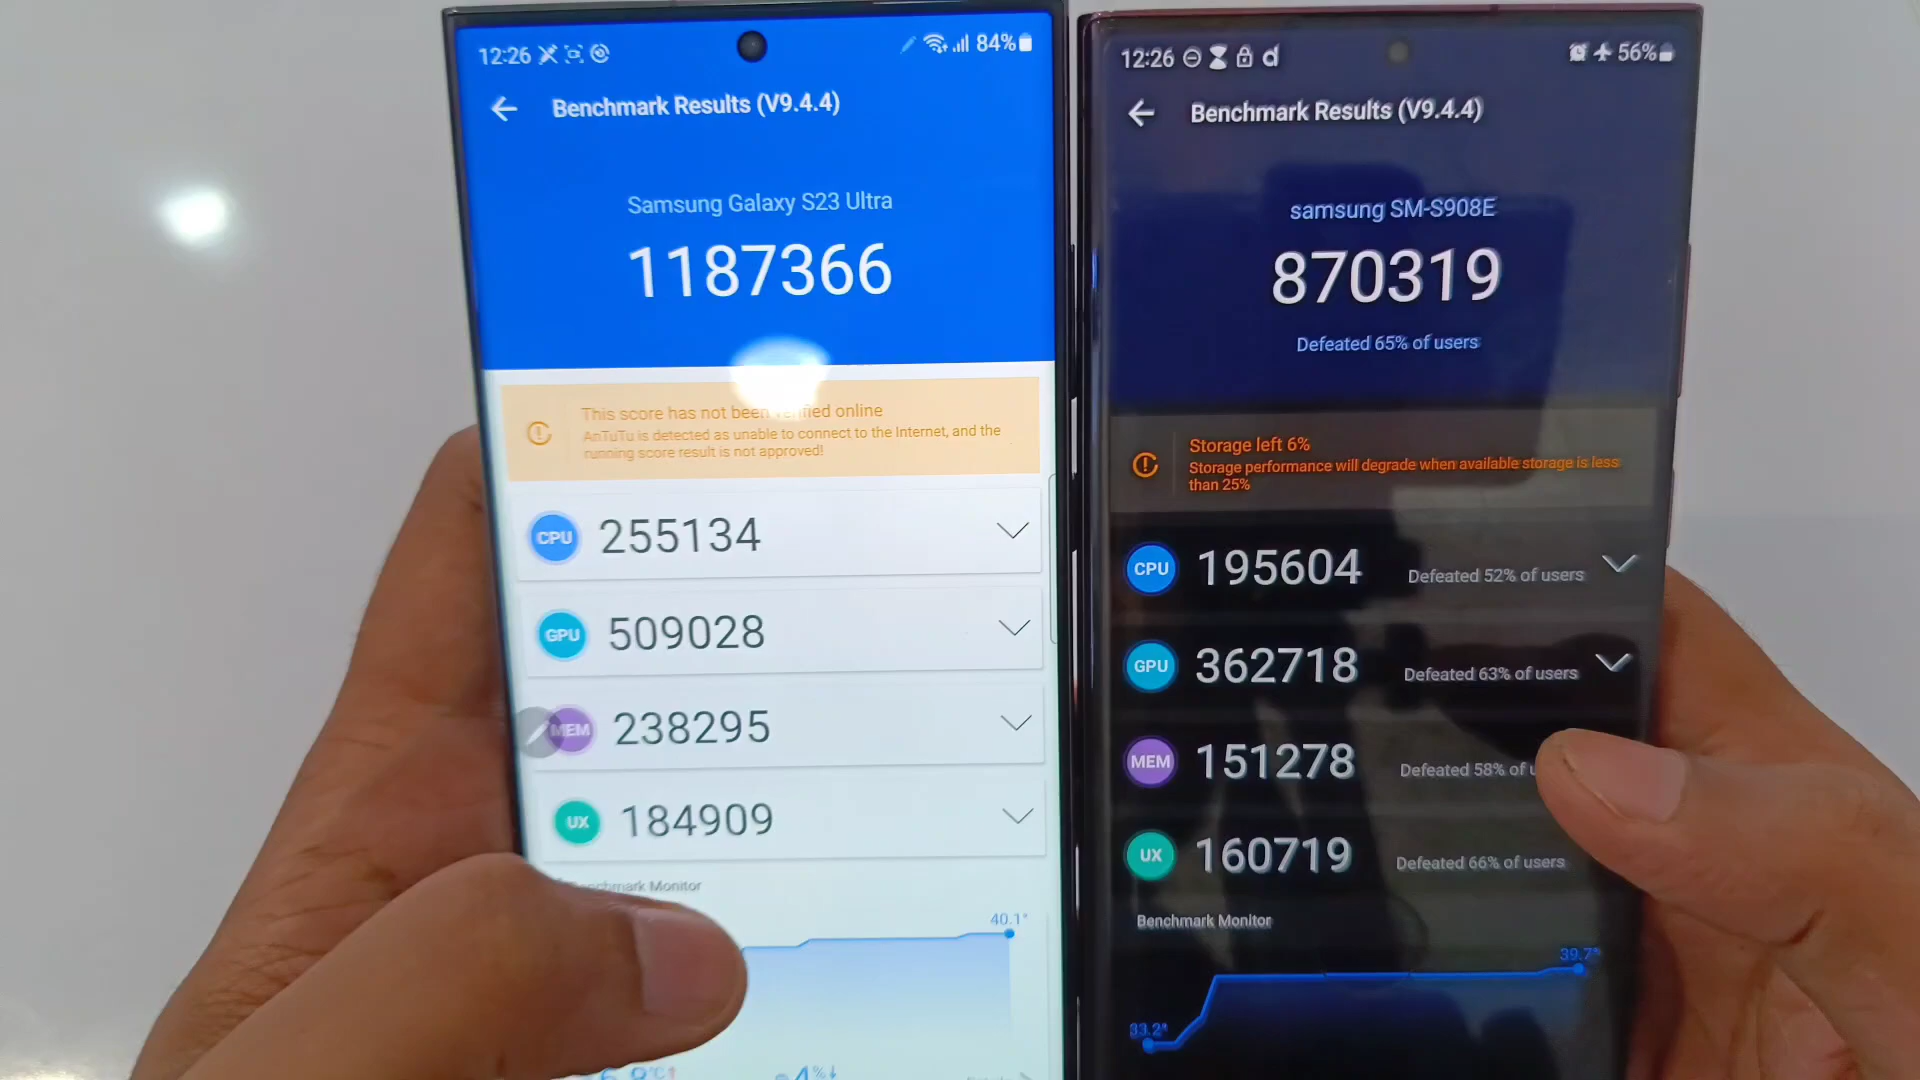 12:26
84%
Benchmark Results (V9.4.4)
Samsung Galaxy S23 Ultra
1187366
This score has not been verified online
AnTuTu is detected as unable to connect to the Internet, and the
running score result is not approved!
CPU 255134
GPU 509028
MEM 238295
UX 184909
Benchmark Monitor
40.1°
4%↓
12:26
56%
Benchmark Results (V9.4.4)
samsung SM-S908E
870319
Defeated 65% of users
Storage left 6%
Storage performance will degrade when available storage is less
than 25%
CPU 195604 Defeated 52% of users
GPU 362718 Defeated 63% of users
MEM 151278 Defeated 58% of
UX 160719 Defeated 66% of users
Benchmark Monitor
39.7°
33.2°